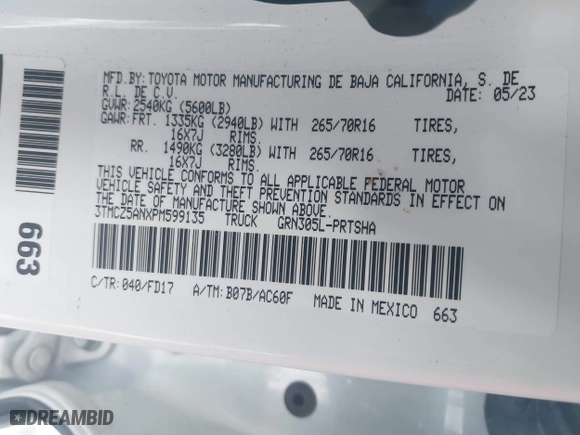 MFD.BY:TOYOTA MOTOR MANUFACTURING DE BAJA CALIFORNIA, S. DE
R.L. DE C.V. DATE: 05/23
GVWR:2540KG (5600LB)
GAWR:FRT. 1335KG (2940LB) WITH 265/70R16 TIRES,
16X7J RIMS.
RR. 1490KG (3280LB) WITH 265/70R16 TIRES,
16X7J RIMS.
THIS VEHICLE CONFORMS TO ALL APPLICABLE FEDERAL MOTOR
VEHICLE SAFETY AND THEFT PREVENTION STANDARDS IN EFFECT ON
THE DATE OF MANUFACTURE SHOWN ABOVE.
3TMCZ5ANXPM599135 TRUCK GRN305L-PRTSHA
C/TR:040/FD17 A/TM:B07B/AC60F MADE IN MEXICO 663
663
DREAMBID